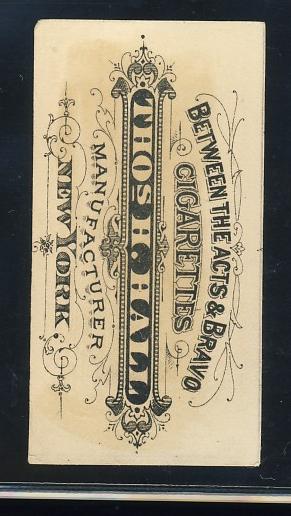 BETWEEN THE ACTS & BRAVO
CIGARETTES
THOS H HALL
MANUFACTURER
NEW YORK.